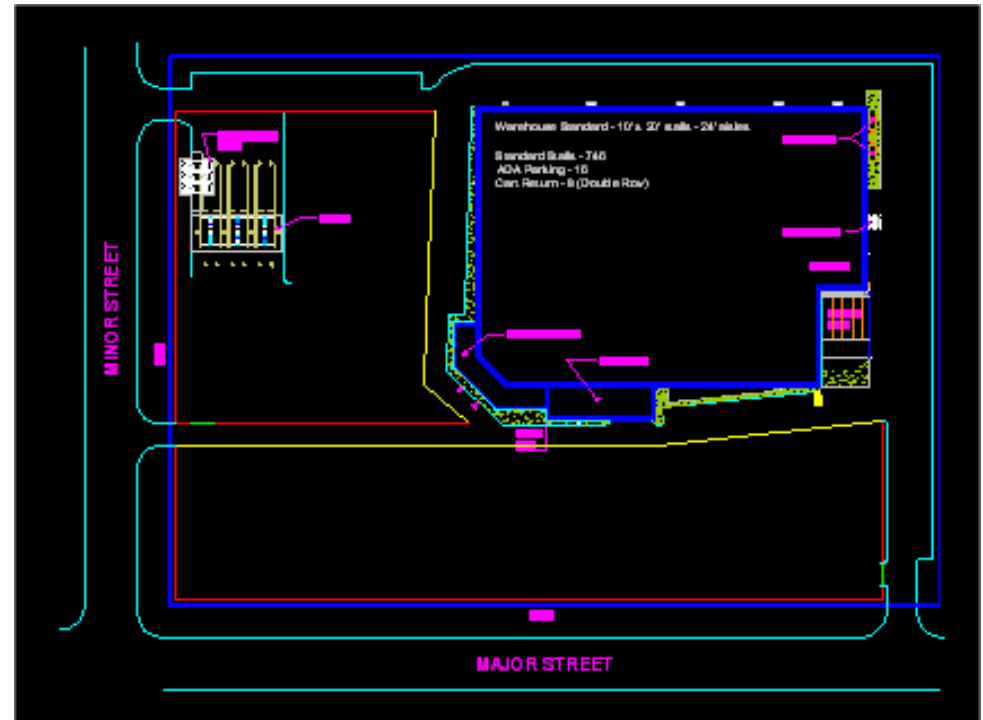 Warehouse Standard - 10' x 20' stalls - 24' aisles
Standard Stalls - 746
ADA Parking - 16
Cart Return - 8 (Double Row)
MINOR STREET
MAJOR STREET